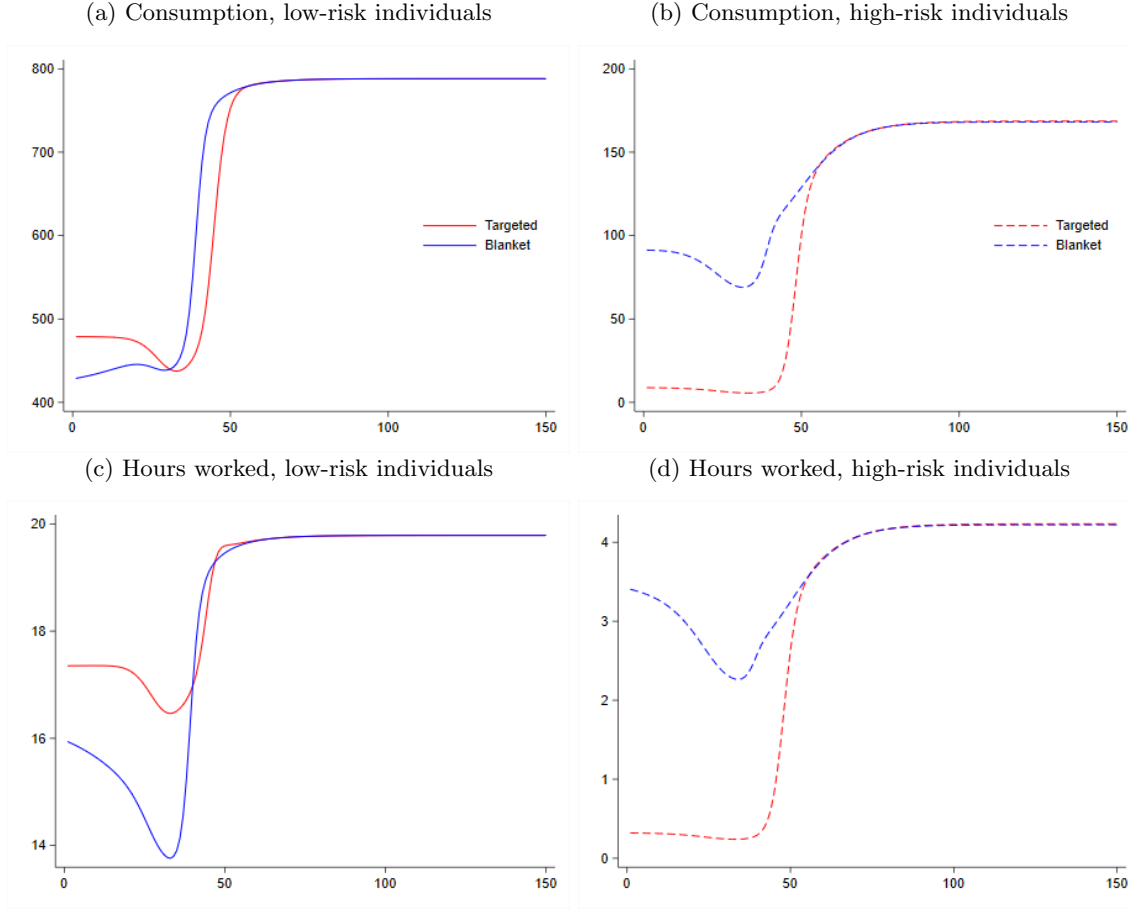 (a) Consumption, low-risk individuals
800
700
600
500
400
0 50 100 150
Targeted
Blanket
(b) Consumption, high-risk individuals
200
150
100
50
0
0 50 100 150
Targeted
Blanket
(c) Hours worked, low-risk individuals
20
18
16
14
0 50 100 150
(d) Hours worked, high-risk individuals
4
3
2
1
0
0 50 100 150